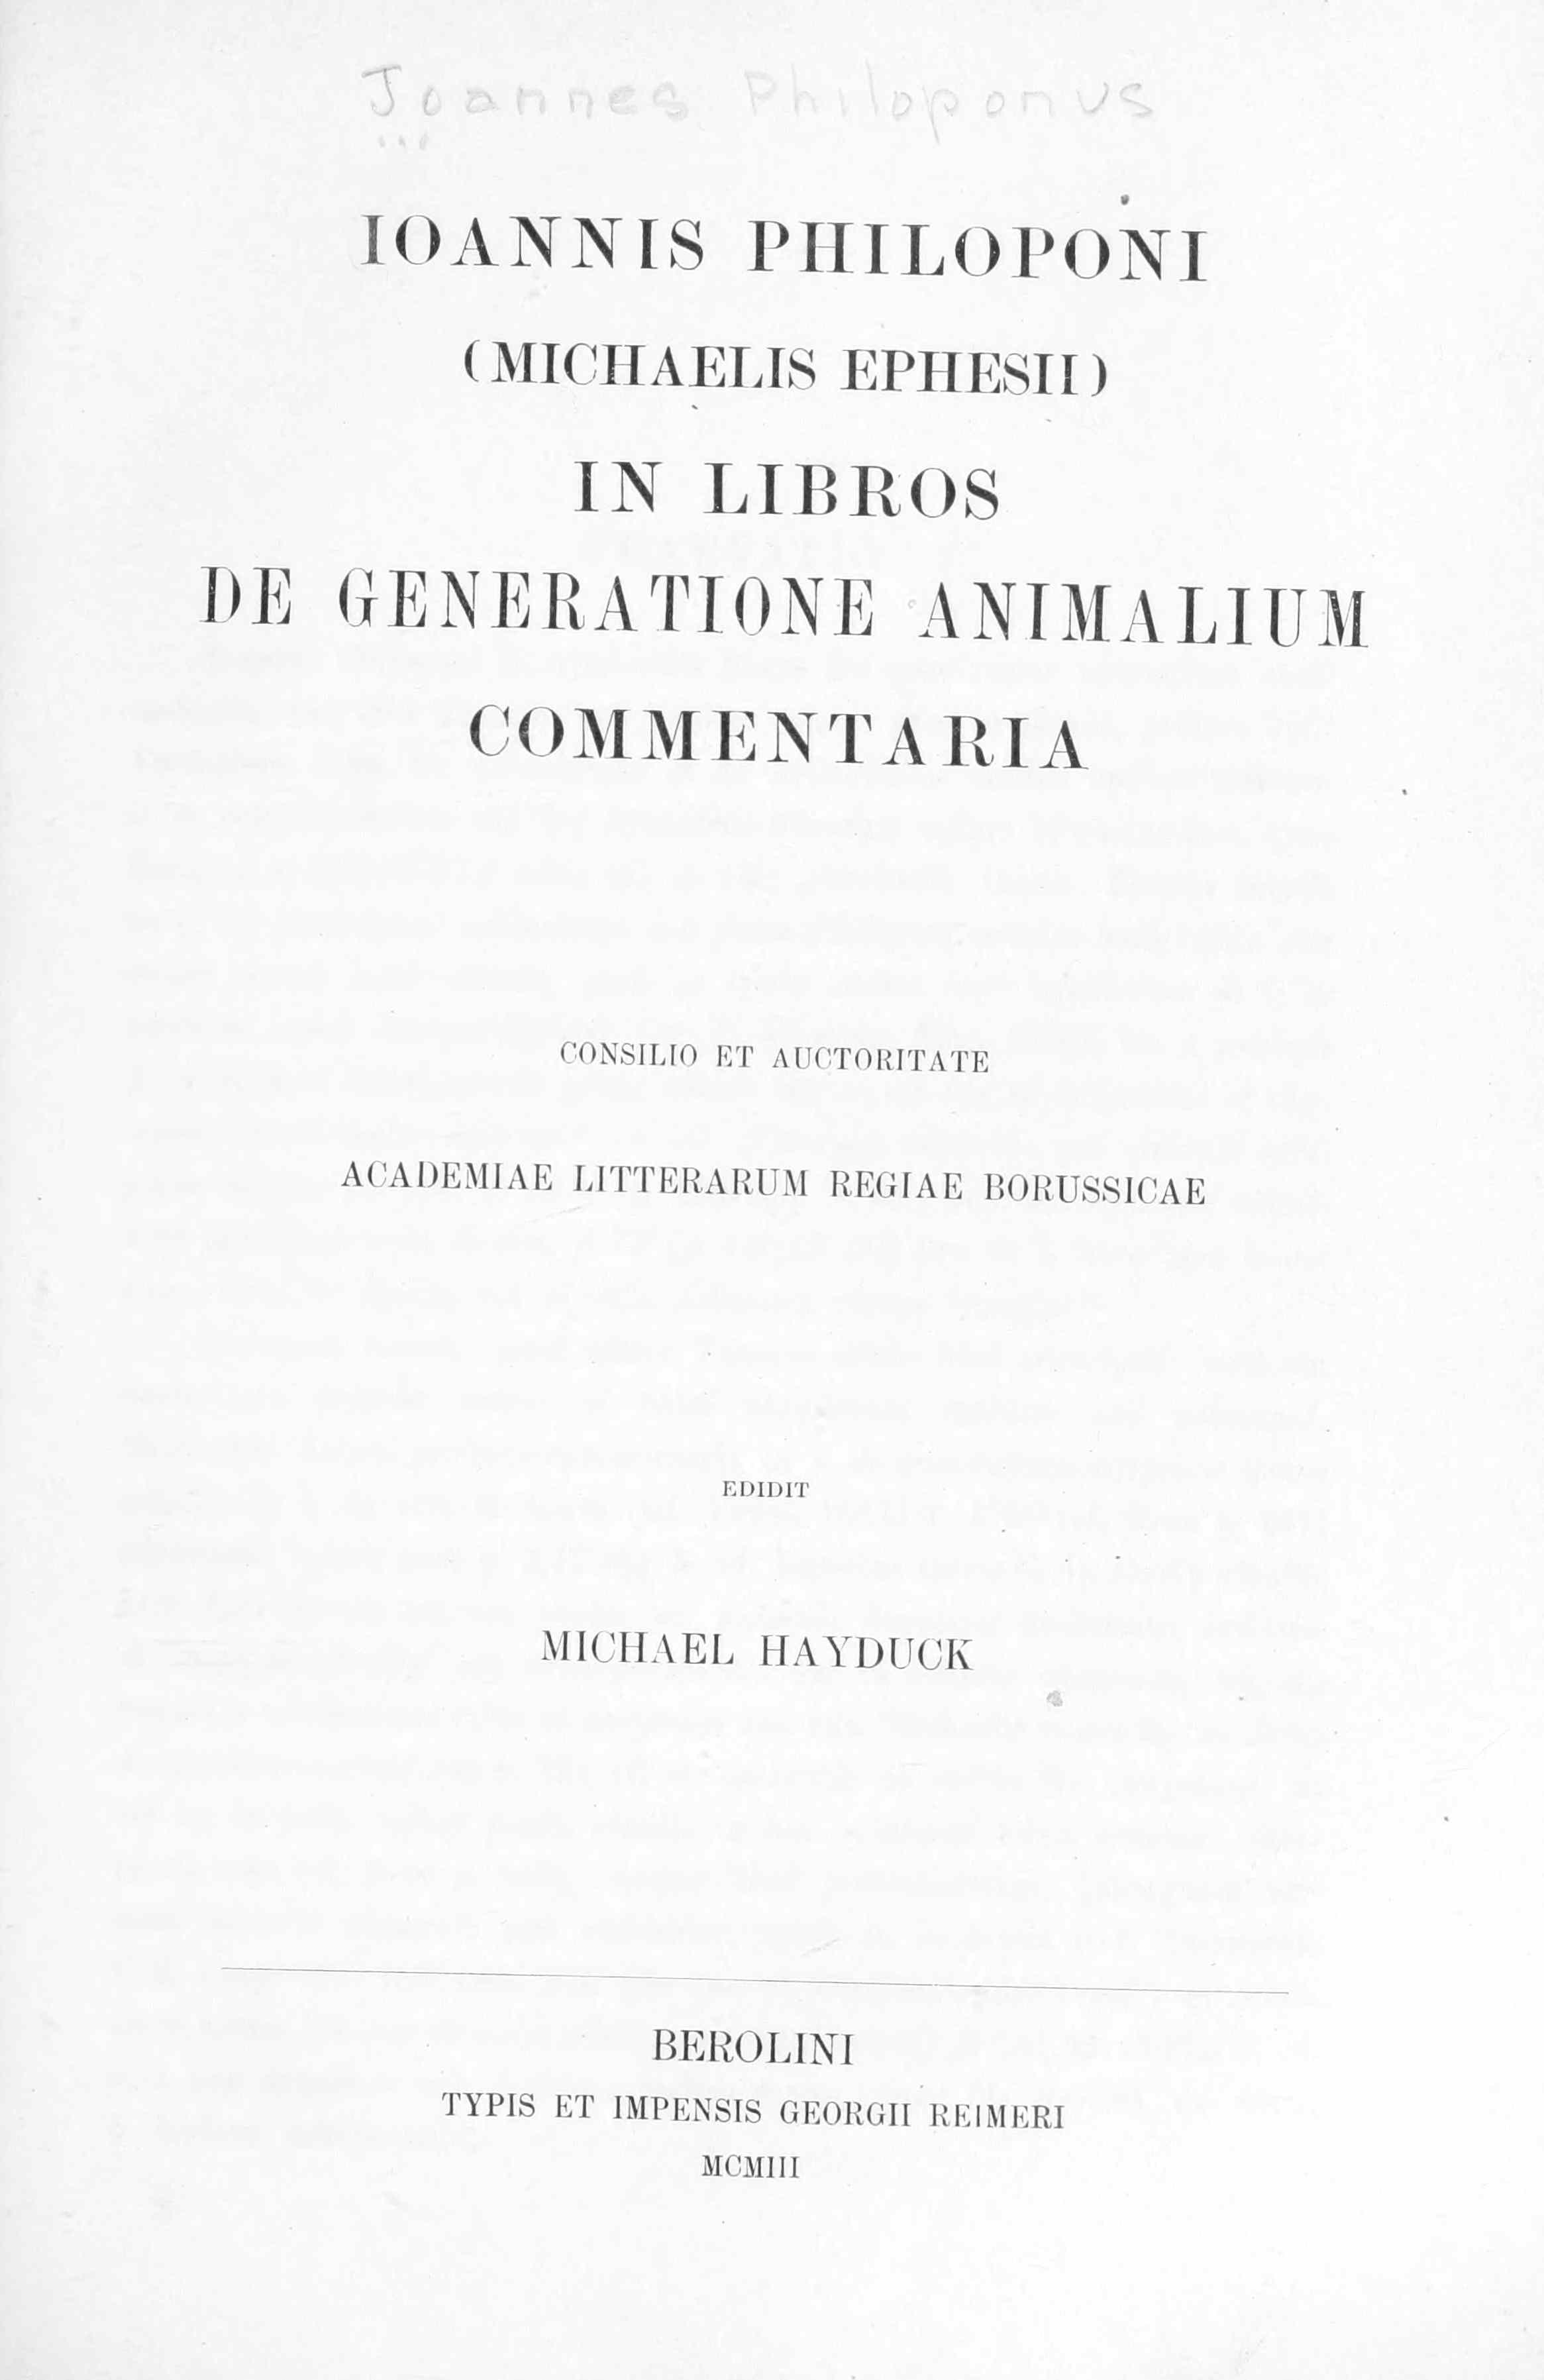 Joannes Philoponus
IOANNIS PHILOPONI
(MICHAELIS EPHESII)
IN LIBROS
DE GENERATIONE ANIMALIUM
COMMENTARIA
CONSILIO ET AUCTORITATE
ACADEMIAE LITTERARUM REGIAE BORUSSICAE
EDIDIT
MICHAEL HAYDUCK
BEROLINI
TYPIS ET IMPENSIS GEORGII REIMERI
MCMIII